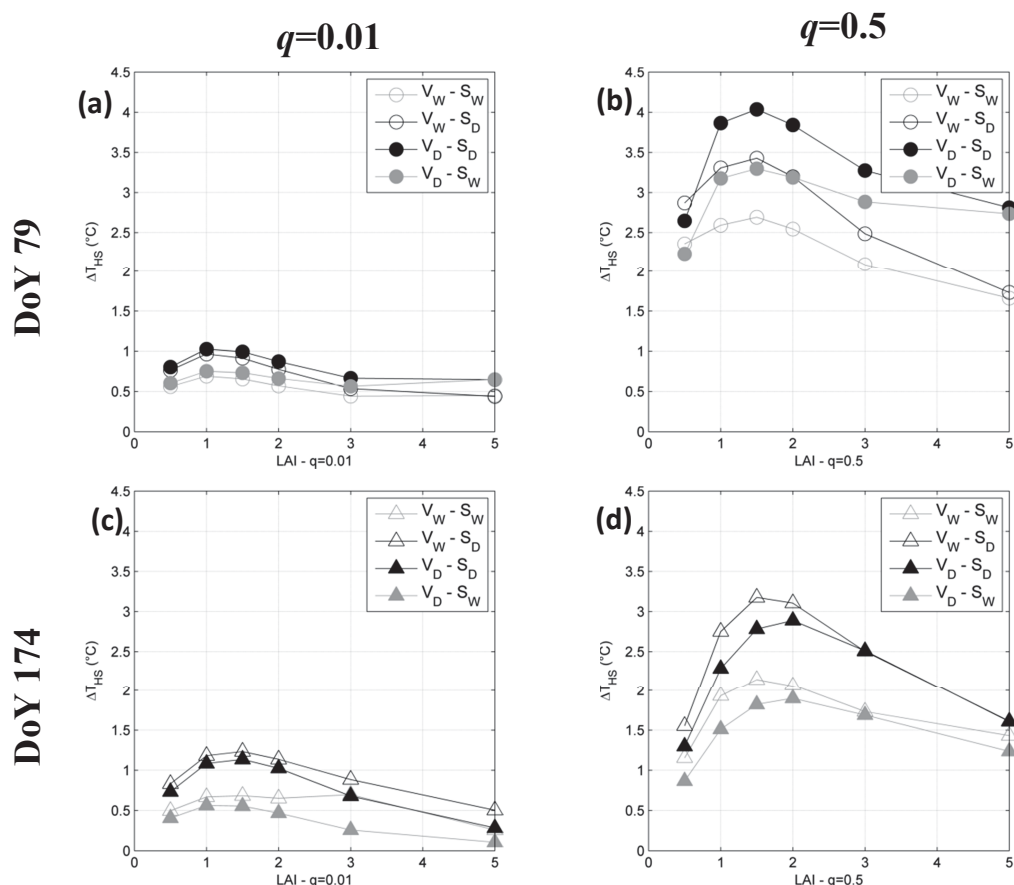 q=0.01
q=0.5
DoY 79
(a)
4.5
4
3.5
3
2.5
2
1.5
1
0.5
0
ΔT_HS (°C)
V_W - S_W
V_W - S_D
V_D - S_D
V_D - S_W
0 1 2 3 4 5
LAI - q=0.01
(b)
4.5
4
3.5
3
2.5
2
1.5
1
0.5
0
ΔT_HS (°C)
V_W - S_W
V_W - S_D
V_D - S_D
V_D - S_W
0 1 2 3 4 5
LAI - q=0.5
DoY 174
(c)
4.5
4
3.5
3
2.5
2
1.5
1
0.5
0
ΔT_HS (°C)
V_W - S_W
V_W - S_D
V_D - S_D
V_D - S_W
0 1 2 3 4 5
LAI - q=0.01
(d)
4.5
4
3.5
3
2.5
2
1.5
1
0.5
0
ΔT_HS (°C)
V_W - S_W
V_W - S_D
V_D - S_D
V_D - S_W
0 1 2 3 4 5
LAI - q=0.5